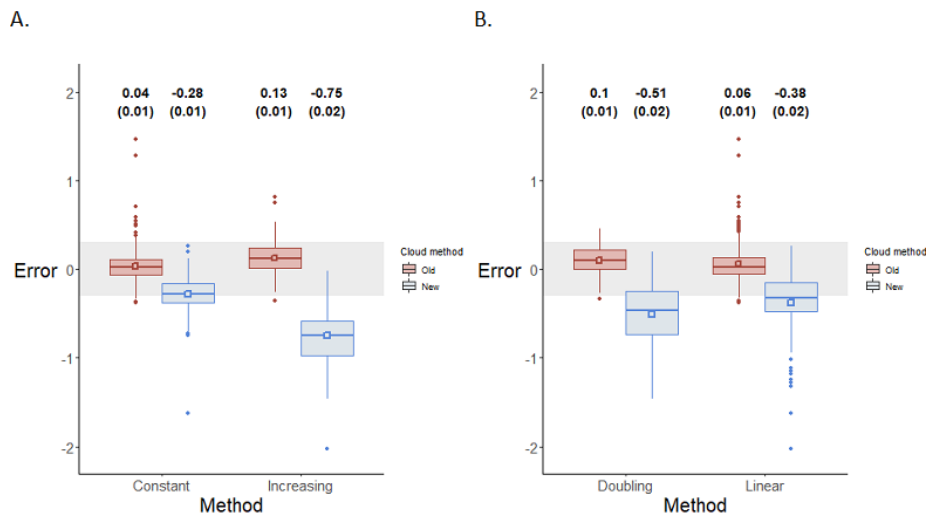 A.
B.
2
1
0
-1
-2
Error
0.04 -0.28 0.13 -0.75
(0.01) (0.01) (0.01) (0.02)
Constant Increasing
Method
Cloud method
Old
New
2
1
0
-1
-2
Error
0.1 -0.51 0.06 -0.38
(0.01) (0.02) (0.01) (0.02)
Doubling Linear
Method
Cloud method
Old
New